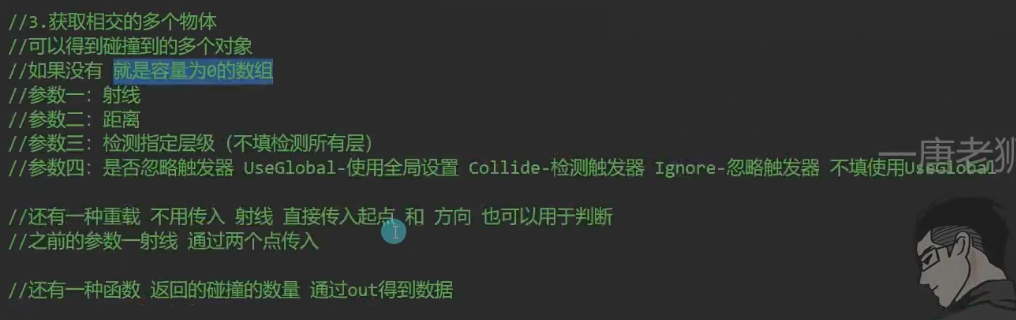 //3.获取相交的多个物体
//可以得到碰撞到的多个对象
//如果没有 就是容量为0的数组
//参数一：射线
//参数二：距离
//参数三：检测指定层级（不填检测所有层）
//参数四：是否忽略触发器 UseGlobal-使用全局设置 Collide-检测触发器 Ignore-忽略触发器 不填使用UseGlobal
一唐老狮
//还有一种重载 不用传入 射线 直接传入起点 和 方向 也可以用于判断
//之前的参数一射线 通过两个点传入
//还有一种函数 返回的碰撞的数量 通过out得到数据